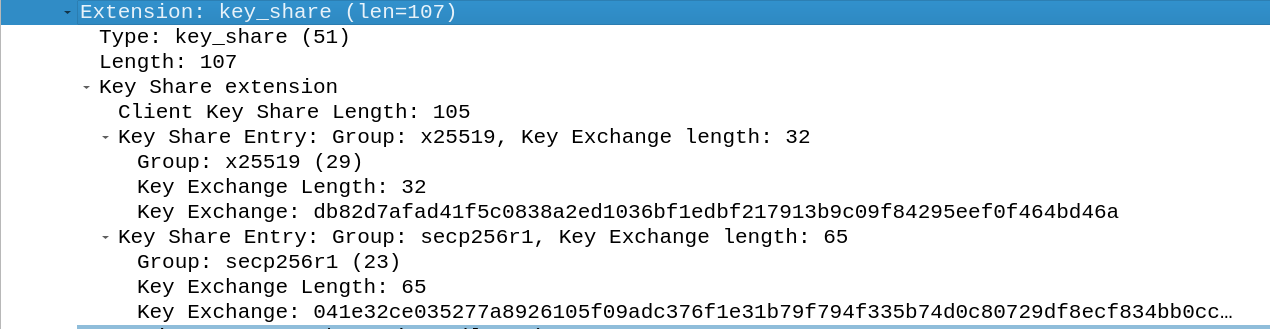 Extension: key_share (len=107)
Type: key_share (51)
Length: 107
Key Share extension
Client Key Share Length: 105
Key Share Entry: Group: x25519, Key Exchange length: 32
Group: x25519 (29)
Key Exchange Length: 32
Key Exchange: db82d7afad41f5c0838a2ed1036bf1edbf217913b9c09f84295eef0f464bd46a
Key Share Entry: Group: secp256r1, Key Exchange length: 65
Group: secp256r1 (23)
Key Exchange Length: 65
Key Exchange: 041e32ce035277a8926105f09adc376f1e31b79f794f335b74d0c80729df8ecf834bb0cc…